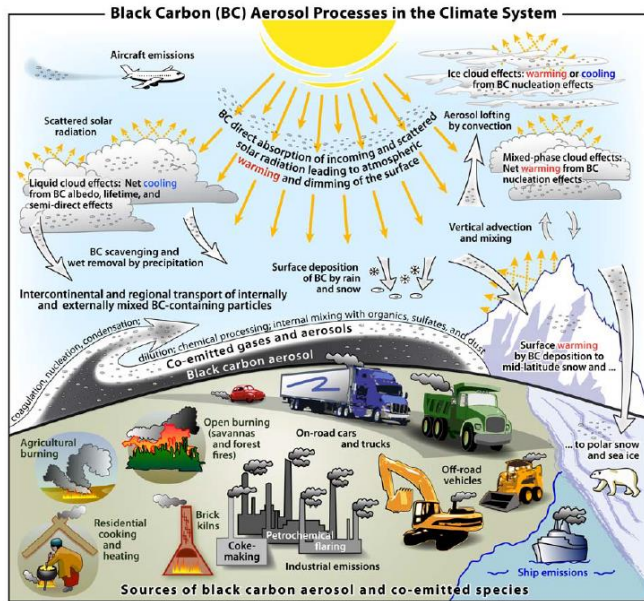 Black Carbon (BC) Aerosol Processes in the Climate System
Aircraft emissions
Ice cloud effects: warming or cooling
from BC nucleation effects
Scattered solar
radiation
BC direct absorption of incoming and scattered
solar radiation leading to atmospheric
warming and dimming of the surface
Aerosol lofting
by convection
Liquid cloud effects: Net cooling
from BC albedo, lifetime, and
semi-direct effects
Mixed-phase cloud effects:
Net warming from BC
nucleation effects
BC scavenging and
wet removal by precipitation
Vertical advection
and mixing
Surface deposition
of BC by rain
and snow
Intercontinental and regional transport of internally
and externally mixed BC-containing particles
coagulation, nucleation, condensation;
dilution; chemical processing; internal mixing with organics, sulfates, and dust
Co-emitted gases and aerosols
Black carbon aerosol
Surface warming
by BC deposition to
mid-latitude snow and ...
... to polar snow
and sea ice
Agricultural
burning
Open burning
(savannas
and forest
fires)
On-road cars
and trucks
Off-road
vehicles
Residential
cooking
and
heating
Brick
kilns
Coke-
making
Petrochemical
flaring
Industrial emissions
Ship emissions
Sources of black carbon aerosol and co-emitted species